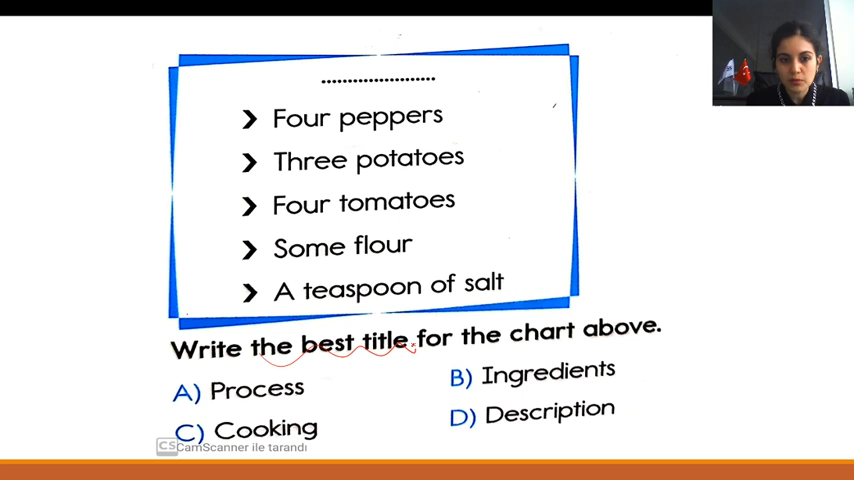 ......................
Four peppers
Three potatoes
Four tomatoes
Some flour
A teaspoon of salt
Write the best title for the chart above.
A) Process
B) Ingredients
C) Cooking
D) Description
CS CamScanner ile tarandı